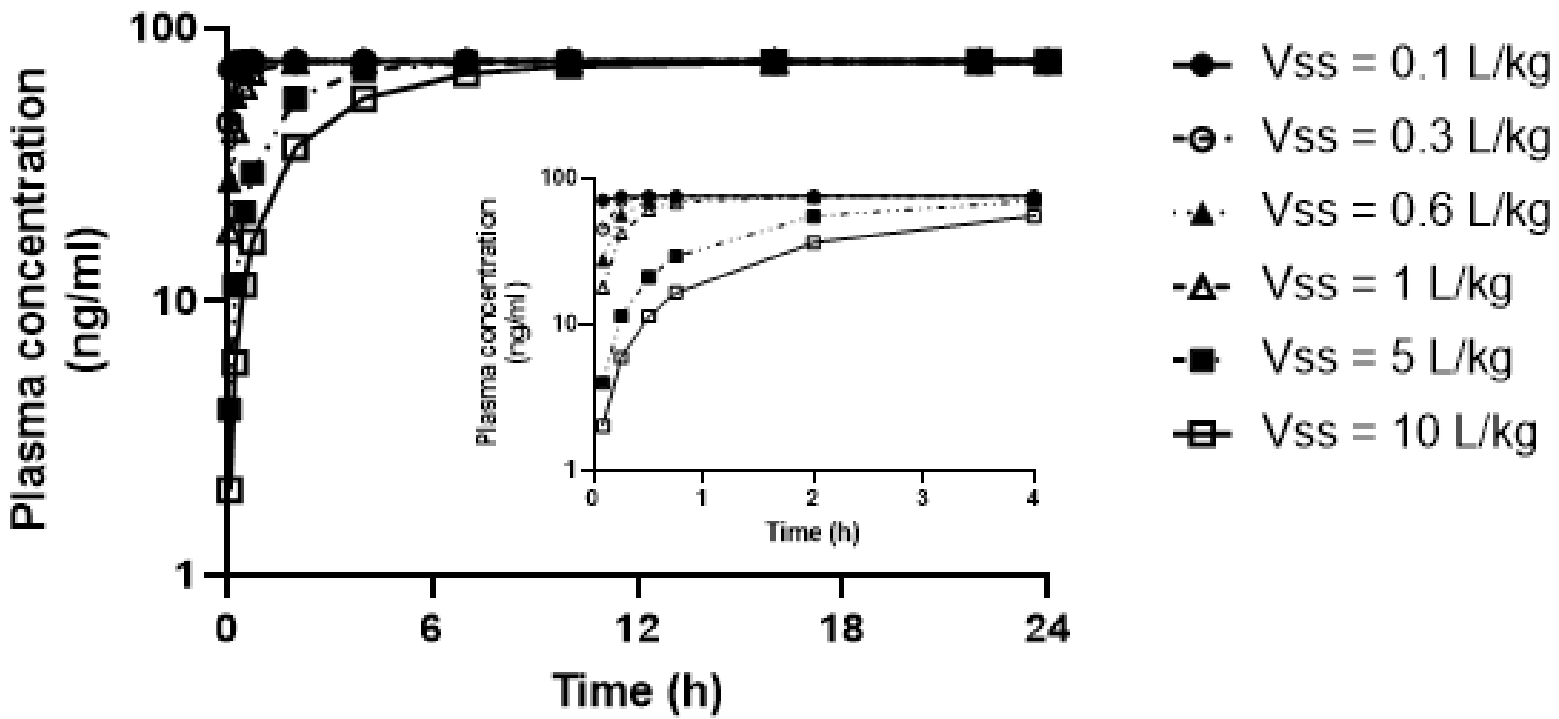 Plasma concentration
(ng/ml)
100
10
1
0
6
12
18
24
Time (h)
Plasma concentration
(ng/ml)
100
10
1
0
1
2
3
4
Time (h)
Vss = 0.1 L/kg
Vss = 0.3 L/kg
Vss = 0.6 L/kg
Vss = 1 L/kg
Vss = 5 L/kg
Vss = 10 L/kg